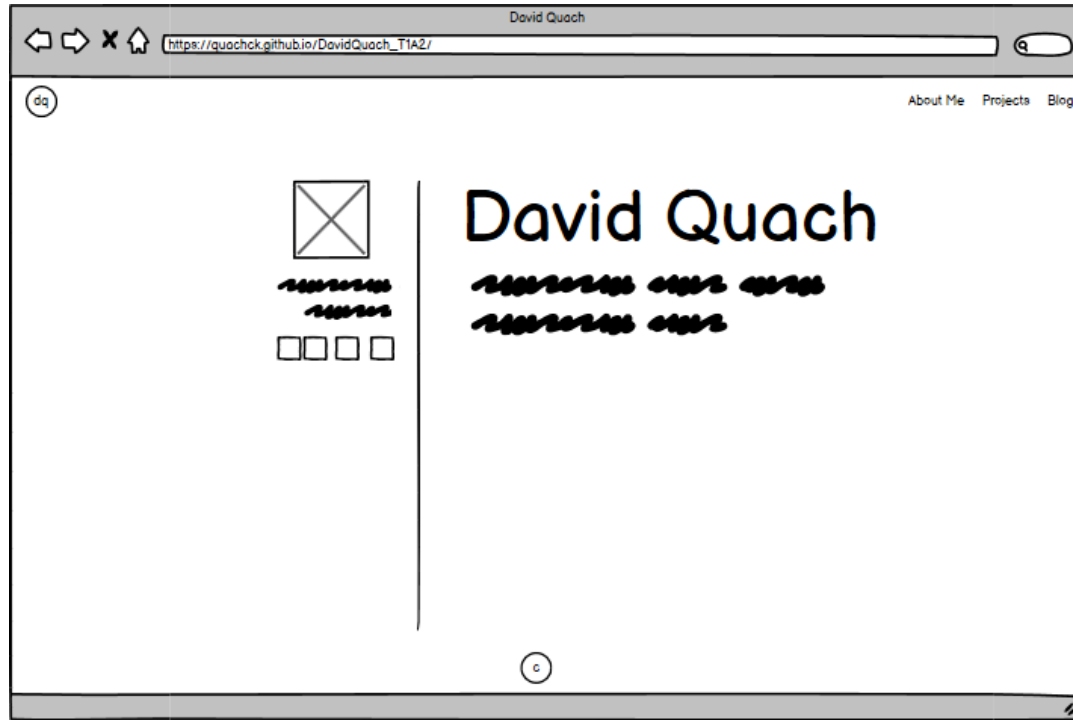 David Quach
https://quachck.github.io/DavidQuach_T1A2/
dq
About Me Projects Blog
David Quach
c